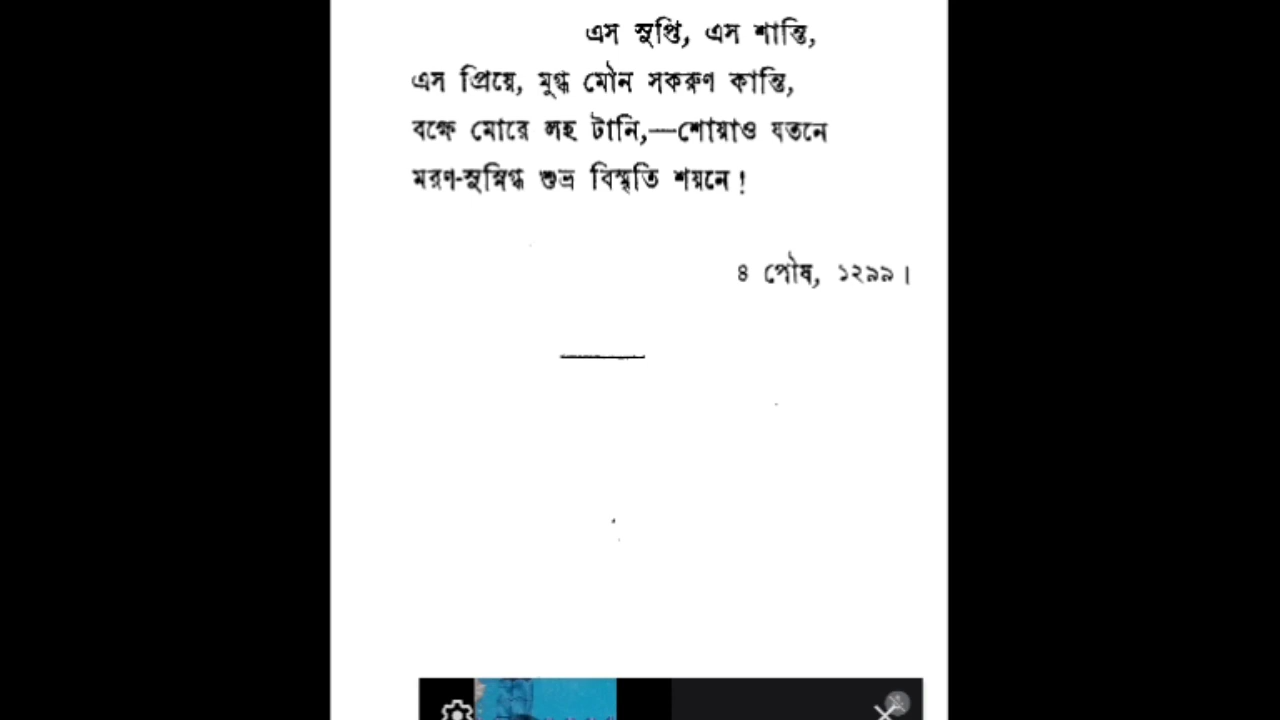 এস সুপ্তি, এস শান্তি,
এস প্রিয়ে, মুগ্ধ মৌন সকরুণ কান্তি,
বক্ষে মোরে লহ টানি,—শোয়াও যতনে
মরণ-সুস্নিগ্ধ শুভ্র বিস্মৃতি শয়নে!
৪ পৌষ, ১২৯৯।